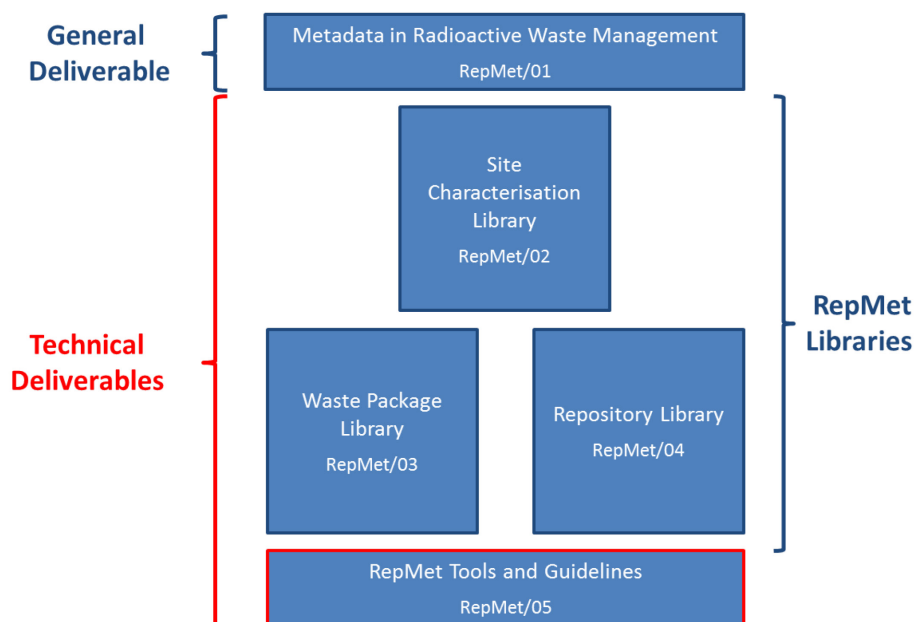 General
Deliverable
Metadata in Radioactive Waste Management
RepMet/01
Site
Characterisation
Library
RepMet/02
Technical
Deliverables
Waste Package
Library
RepMet/03
Repository Library
RepMet/04
RepMet
Libraries
RepMet Tools and Guidelines
RepMet/05